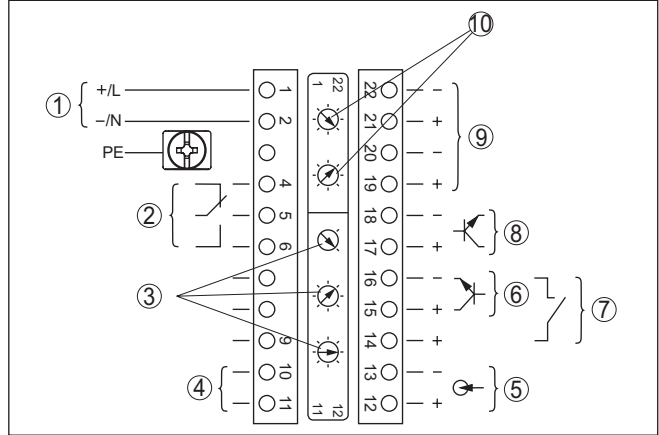 ⑩
1 22
+/L 1 22 –
① ⑨
–/N 2 21 +
PE 20 –
4 19 +
② 5 18 – ⑧
6 17 +
16 – ⑥
③ ⑦
15 +
9 14 +
④ 10 13 – ⑤
11 12 +
11 12